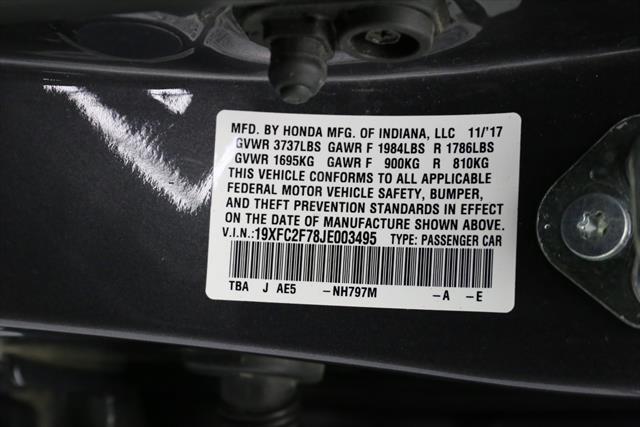 MFD. BY HONDA MFG. OF INDIANA, LLC 11/'17
GVWR 3737LBS GAWR F 1984LBS R 1786LBS
GVWR 1695KG GAWR F 900KG R 810KG
THIS VEHICLE CONFORMS TO ALL APPLICABLE
FEDERAL MOTOR VEHICLE SAFETY, BUMPER,
AND THEFT PREVENTION STANDARDS IN EFFECT
ON THE DATE OF MANUFACTURE SHOWN ABOVE.
V.I.N.:19XFC2F78JE003495 TYPE: PASSENGER CAR
TBA J AE5 -NH797M -A -E